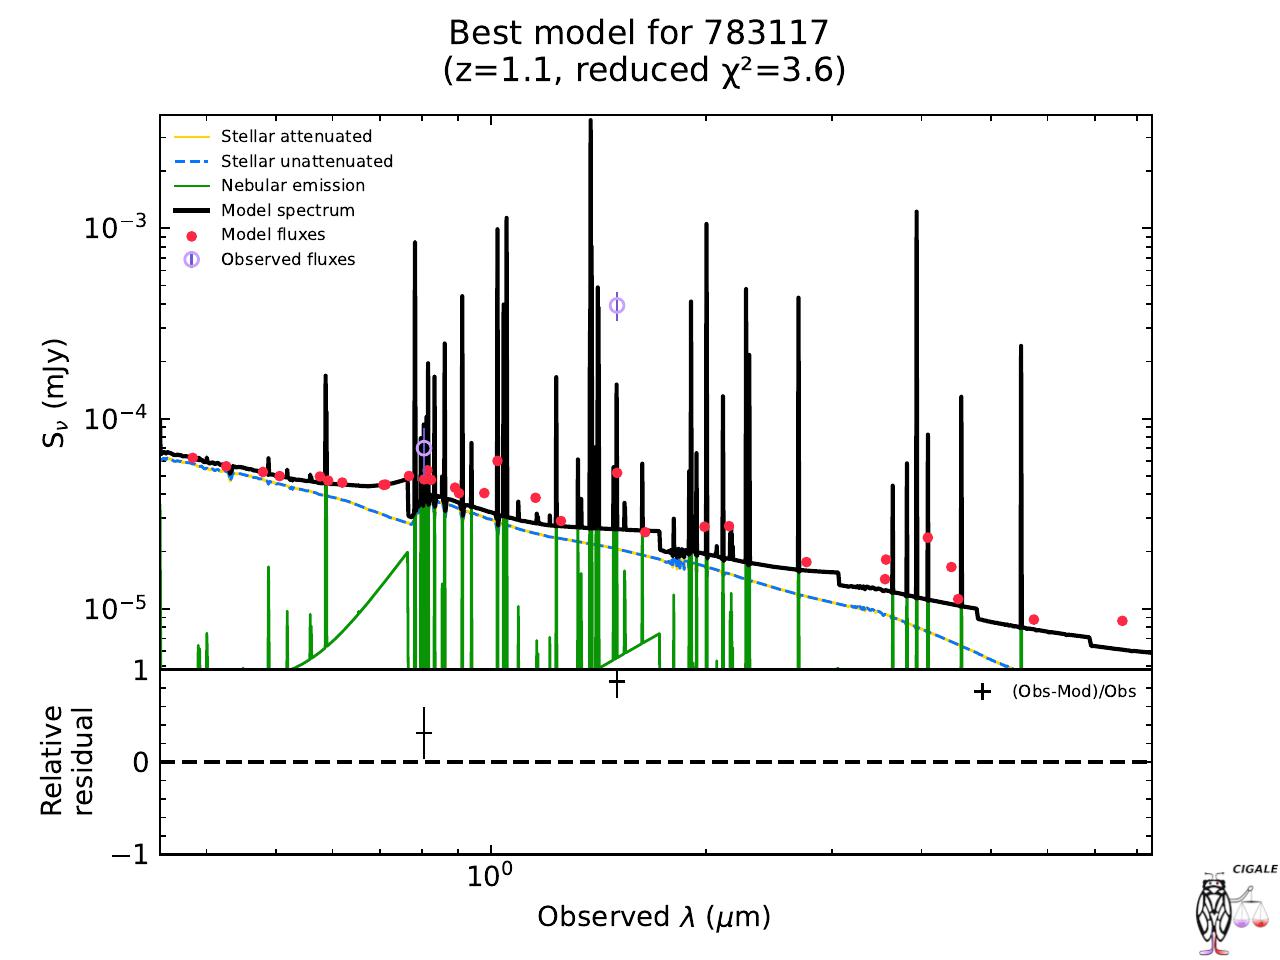 Best model for 783117
(z=1.1, reduced χ²=3.6)
Stellar attenuated
Stellar unattenuated
Nebular emission
Model spectrum
Model fluxes
Observed fluxes
S𝜈 (mJy)
10⁻³
10⁻⁴
10⁻⁵
1
0
−1
Relative
residual
(Obs-Mod)/Obs
10⁰
Observed λ (μm)
CIGALE